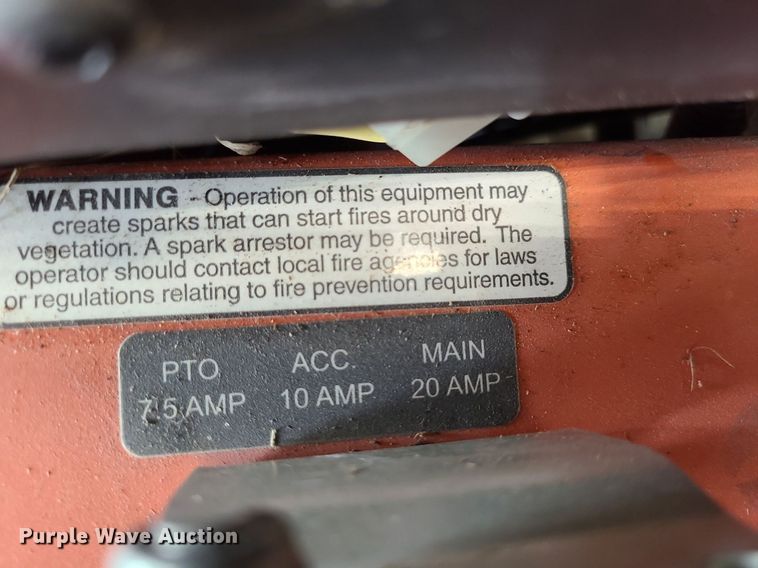 WARNING - Operation of this equipment may
create sparks that can start fires around dry
vegetation. A spark arrestor may be required. The
operator should contact local fire agencies for laws
or regulations relating to fire prevention requirements.
PTO ACC. MAIN
7.5 AMP 10 AMP 20 AMP
Purple Wave Auction